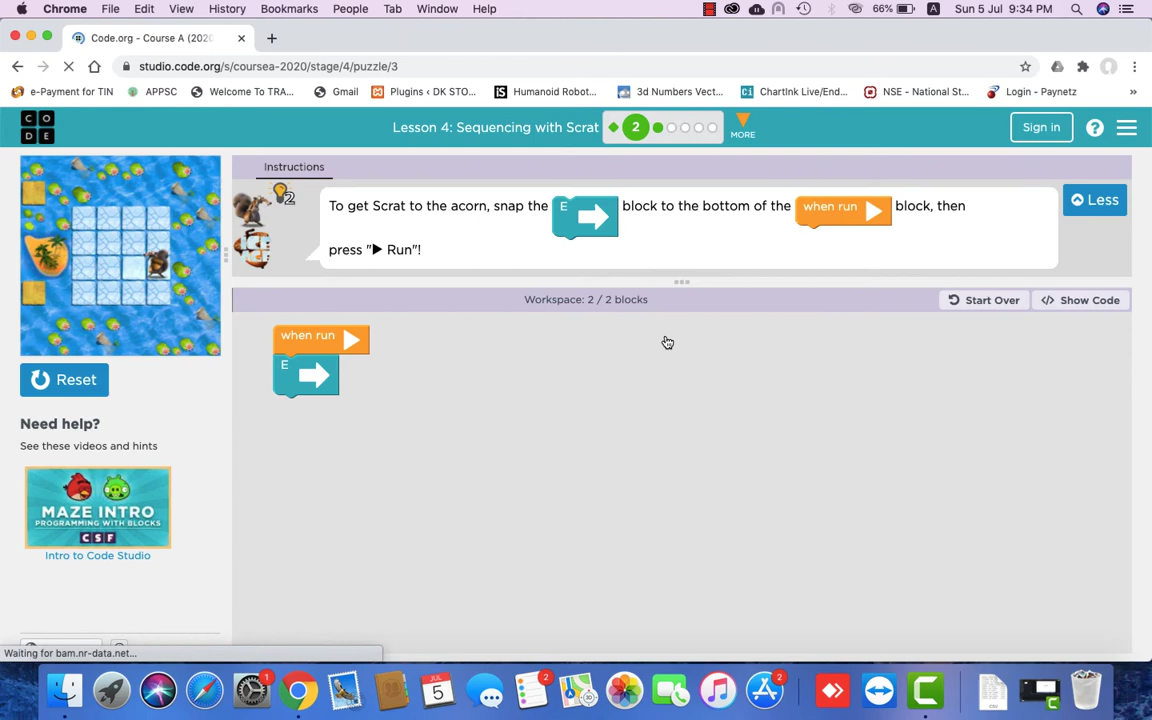 Chrome File Edit View History Bookmarks People Tab Window Help 66% A Sun 5 Jul 9:34 PM
Code.org - Course A (202
studio.code.org/s/coursea-2020/stage/4/puzzle/3
e-Payment for TIN APPSC Welcome To TRA... Gmail Plugins ‹ DK STO... Humanoid Robot... 3d Numbers Vect... ChartInk Live/End... NSE - National St... Login - Paynetz »
C O D E Lesson 4: Sequencing with Scrat 2 MORE Sign in
Instructions
2 To get Scrat to the acorn, snap the E block to the bottom of the when run block, then
press "▶ Run"!
Less
Workspace: 2 / 2 blocks Start Over </> Show Code
when run
E
Reset
Need help?
See these videos and hints
MAZE INTRO
PROGRAMMING WITH BLOCKS
CSF
Intro to Code Studio
Waiting for bam.nr-data.net...
1 JUL 5 2 2